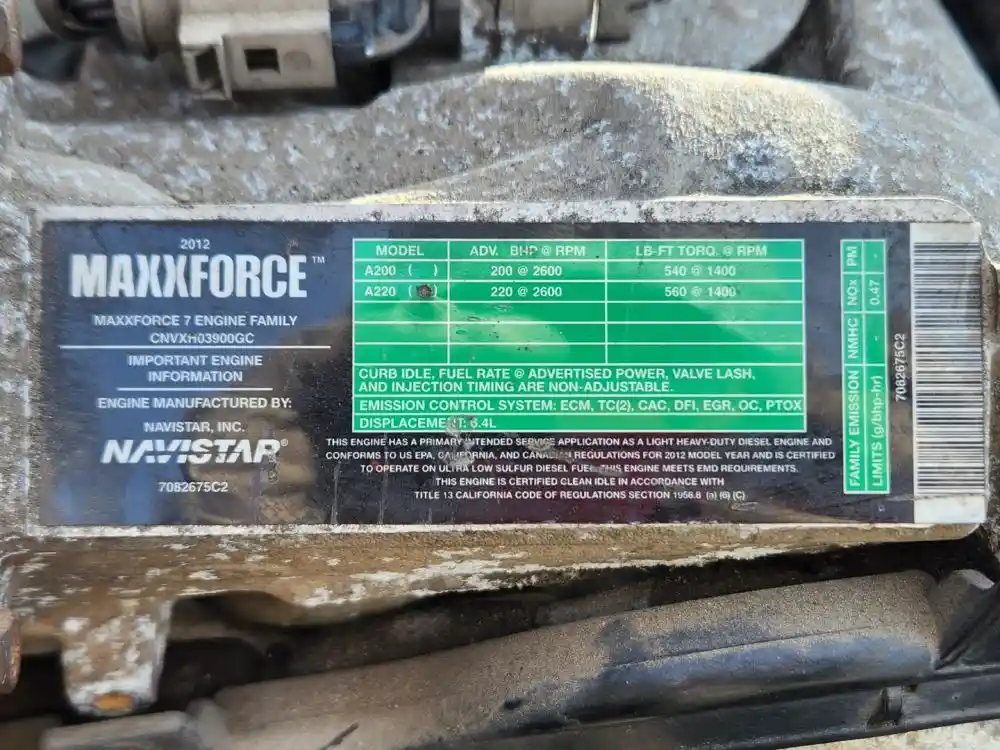 2012
MAXXFORCE™
MAXXFORCE 7 ENGINE FAMILY
CNVXH03900GC
IMPORTANT ENGINE
INFORMATION
ENGINE MANUFACTURED BY:
NAVISTAR, INC.
NAVISTAR®
7082675C2
MODEL ADV. BHP @ RPM LB-FT TORQ. @ RPM
A200 ( ) 200 @ 2600 540 @ 1400
A220 ( ) 220 @ 2600 560 @ 1400
CURB IDLE, FUEL RATE @ ADVERTISED POWER, VALVE LASH,
AND INJECTION TIMING ARE NON-ADJUSTABLE.
EMISSION CONTROL SYSTEM: ECM, TC(2), CAC, DFI, EGR, OC, PTOX
DISPLACEMENT: 6.4L
THIS ENGINE HAS A PRIMARY INTENDED SERVICE APPLICATION AS A LIGHT HEAVY-DUTY DIESEL ENGINE AND
CONFORMS TO US EPA, CALIFORNIA, AND CANADIAN REGULATIONS FOR 2012 MODEL YEAR AND IS CERTIFIED
TO OPERATE ON ULTRA LOW SULFUR DIESEL FUEL. THIS ENGINE MEETS EMD REQUIREMENTS.
THIS ENGINE IS CERTIFIED CLEAN IDLE IN ACCORDANCE WITH
TITLE 13 CALIFORNIA CODE OF REGULATIONS SECTION 1956.8 (a) (6) (C)
FAMILY EMISSION NMHC NOx PM
LIMITS (g/bhp-hr) - 0.47 -
7082675C2